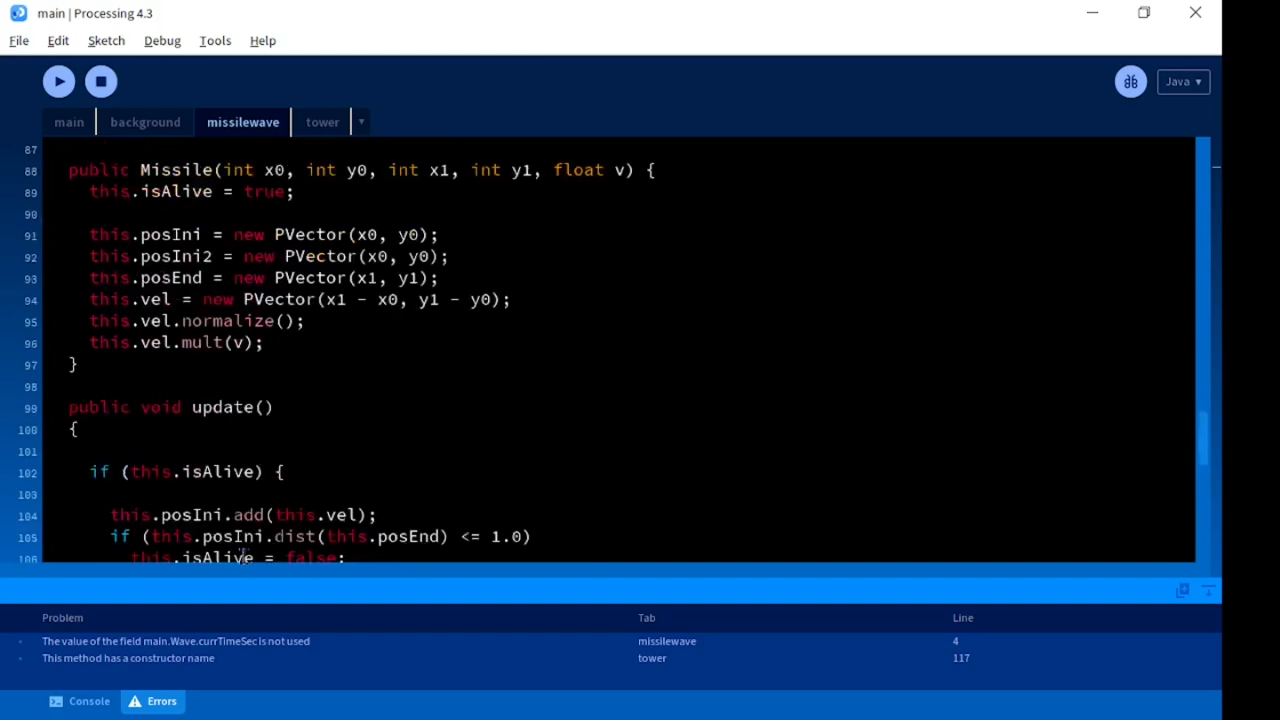 main | Processing 4.3
File Edit Sketch Debug Tools Help
Java ▾
main background missilewave tower ▾
87
88 public Missile(int x0, int y0, int x1, int y1, float v) {
89 this.isAlive = true;
90
91 this.posIni = new PVector(x0, y0);
92 this.posIni2 = new PVector(x0, y0);
93 this.posEnd = new PVector(x1, y1);
94 this.vel = new PVector(x1 - x0, y1 - y0);
95 this.vel.normalize();
96 this.vel.mult(v);
97 }
98
99 public void update()
100 {
101
102 if (this.isAlive) {
103
104 this.posIni.add(this.vel);
105 if (this.posIni.dist(this.posEnd) <= 1.0)
106 this.isAlive = false;
Problem Tab Line
The value of the field main.Wave.currTimeSec is not used missilewave 4
This method has a constructor name tower 117
Console Errors